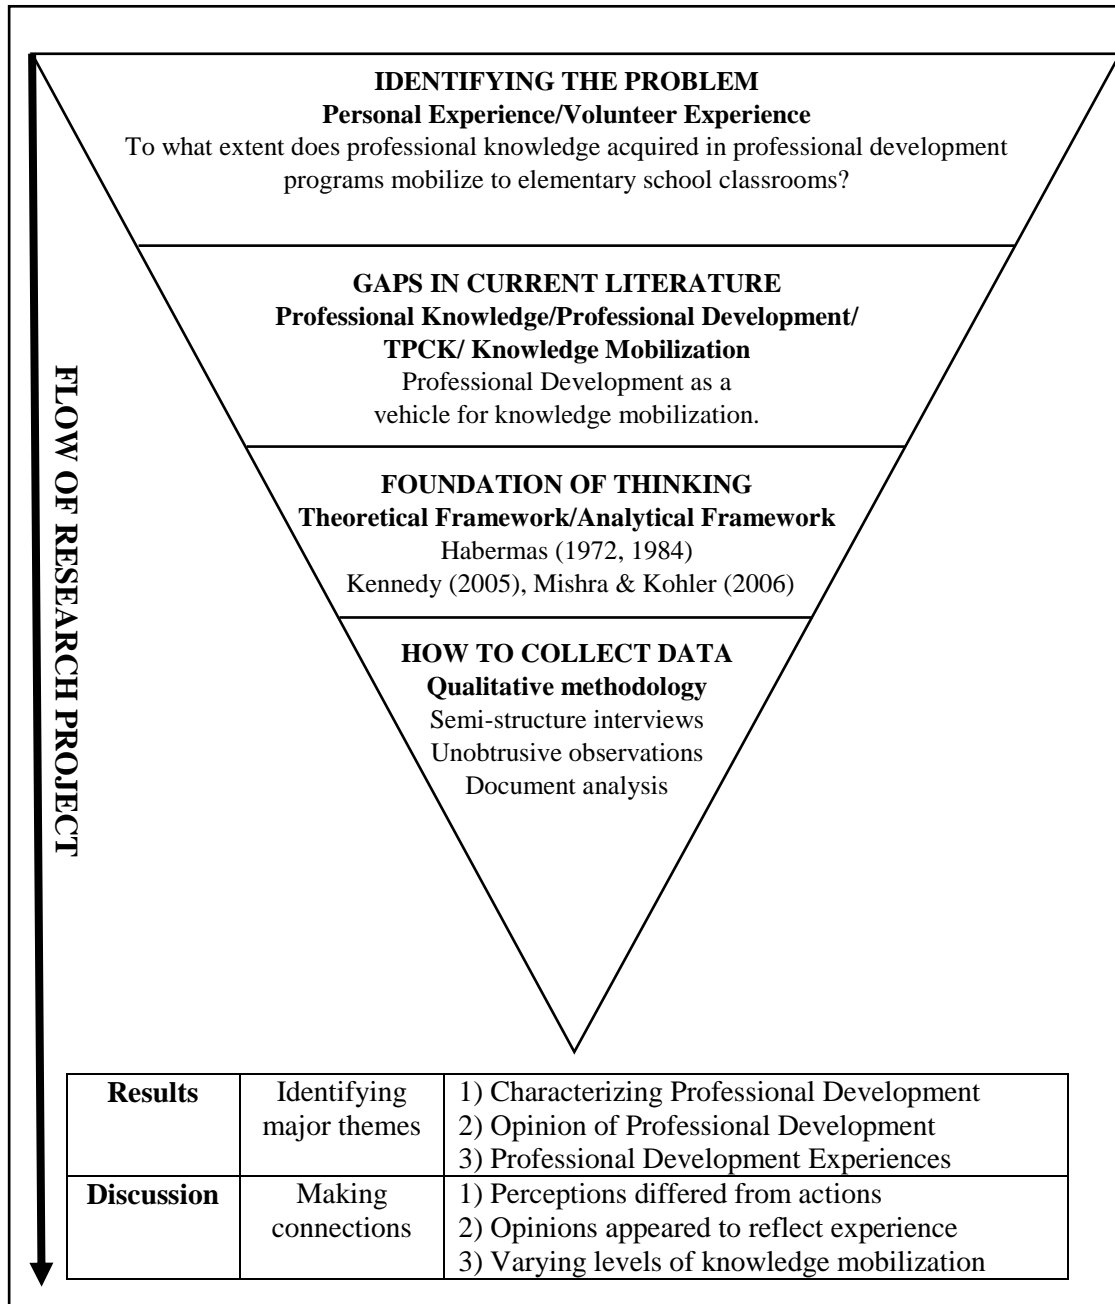 IDENTIFYING THE PROBLEM
Personal Experience/Volunteer Experience
To what extent does professional knowledge acquired in professional development
programs mobilize to elementary school classrooms?
GAPS IN CURRENT LITERATURE
Professional Knowledge/Professional Development/
TPCK/ Knowledge Mobilization
Professional Development as a
vehicle for knowledge mobilization.
FOUNDATION OF THINKING
Theoretical Framework/Analytical Framework
Habermas (1972, 1984)
Kennedy (2005), Mishra & Kohler (2006)
HOW TO COLLECT DATA
Qualitative methodology
Semi-structure interviews
Unobtrusive observations
Document analysis
FLOW OF RESEARCH PROJECT
Results
Identifying
major themes
1) Characterizing Professional Development
2) Opinion of Professional Development
3) Professional Development Experiences
Discussion
Making
connections
1) Perceptions differed from actions
2) Opinions appeared to reflect experience
3) Varying levels of knowledge mobilization